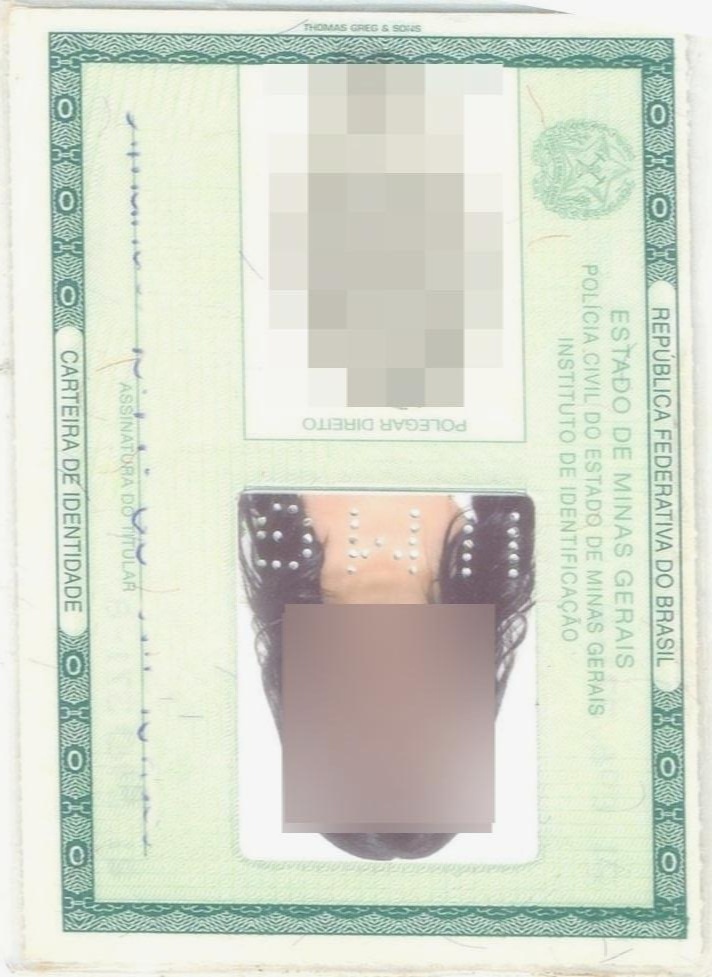 THOMAS GREG & SONS
REPÚBLICA FEDERATIVA DO BRASIL
ESTADO DE MINAS GERAIS
POLÍCIA CIVIL DO ESTADO DE MINAS GERAIS
INSTITUTO DE IDENTIFICAÇÃO
POLEGAR DIREITO
ASSINATURA DO TITULAR
CARTEIRA DE IDENTIDADE